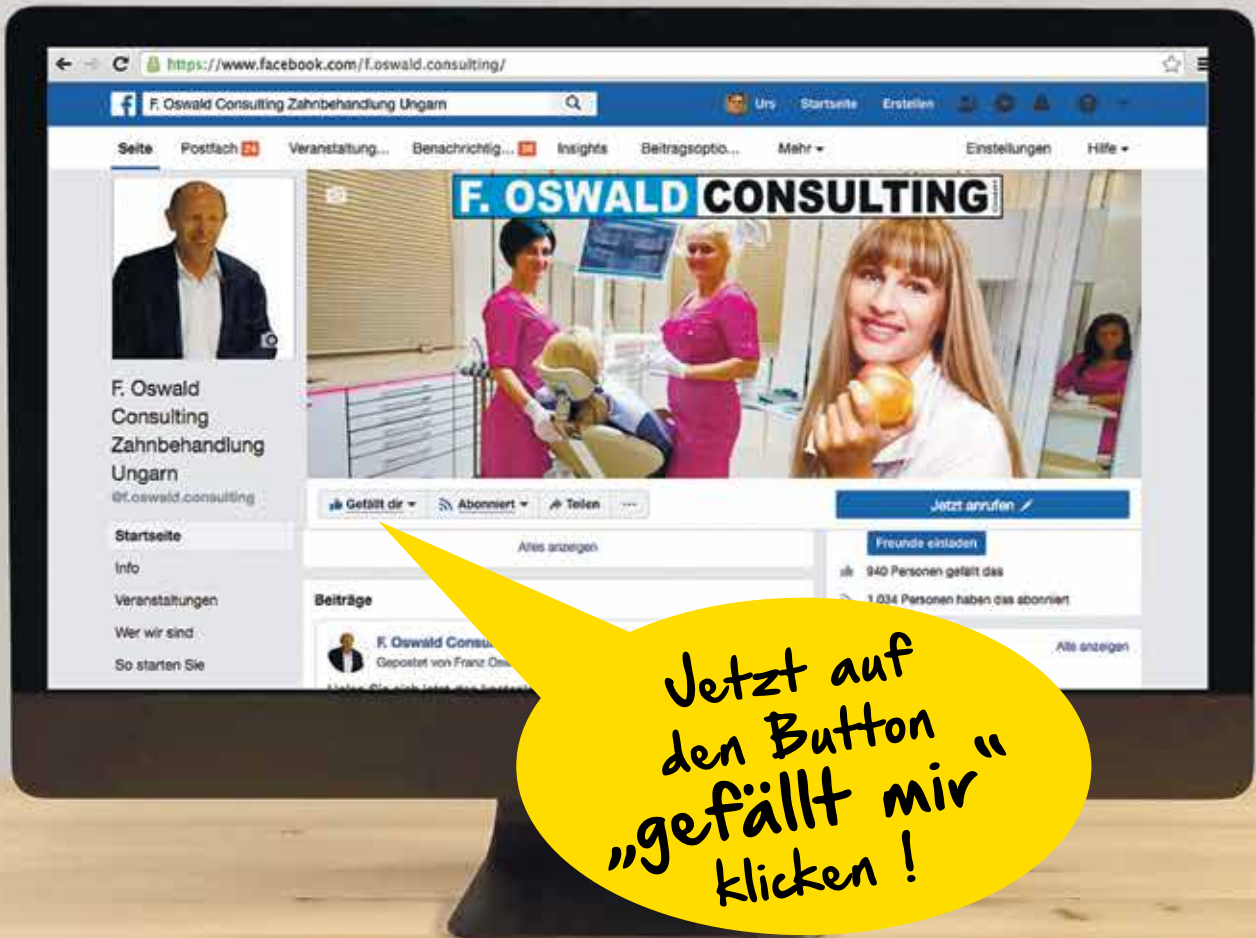 https://www.facebook.com/f.oswald.consulting/
F. Oswald Consulting Zahnbehandlung Ungarn
Urs Startseite Erstellen
Seite Postfach 24 Veranstaltung... Benachrichtig... Insights Beitragsoptio... Mehr Einstellungen Hilfe
F. OSWALD CONSULTING
F. Oswald
Consulting
Zahnbehandlung
Ungarn
@f.oswald.consulting
Gefällt dir Abonniert Teilen ...
Jetzt anrufen
Startseite
Info
Veranstaltungen
Wer wir sind
So starten Sie
Alles anzeigen
Beiträge
F. Oswald Consu
Gepostet von Franz Os
Freunde einladen
940 Personen gefällt das
1.034 Personen haben das abonniert
Alle anzeigen
Jetzt auf
den Button
„gefällt mir“
klicken !